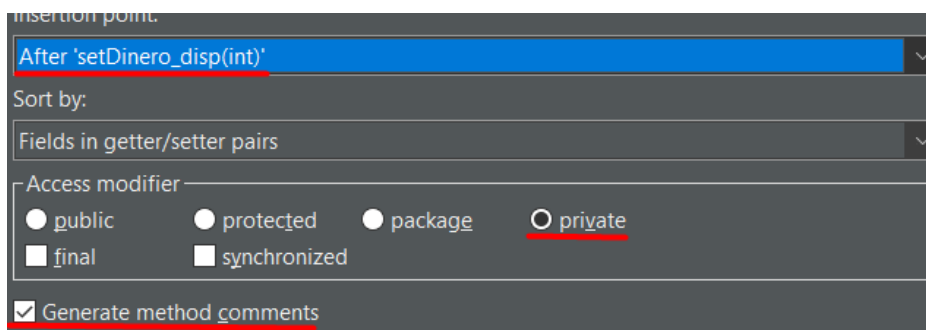 Insertion point:
After 'setDinero_disp(int)'
Sort by:
Fields in getter/setter pairs
Access modifier
public protected package private
final synchronized
Generate method comments